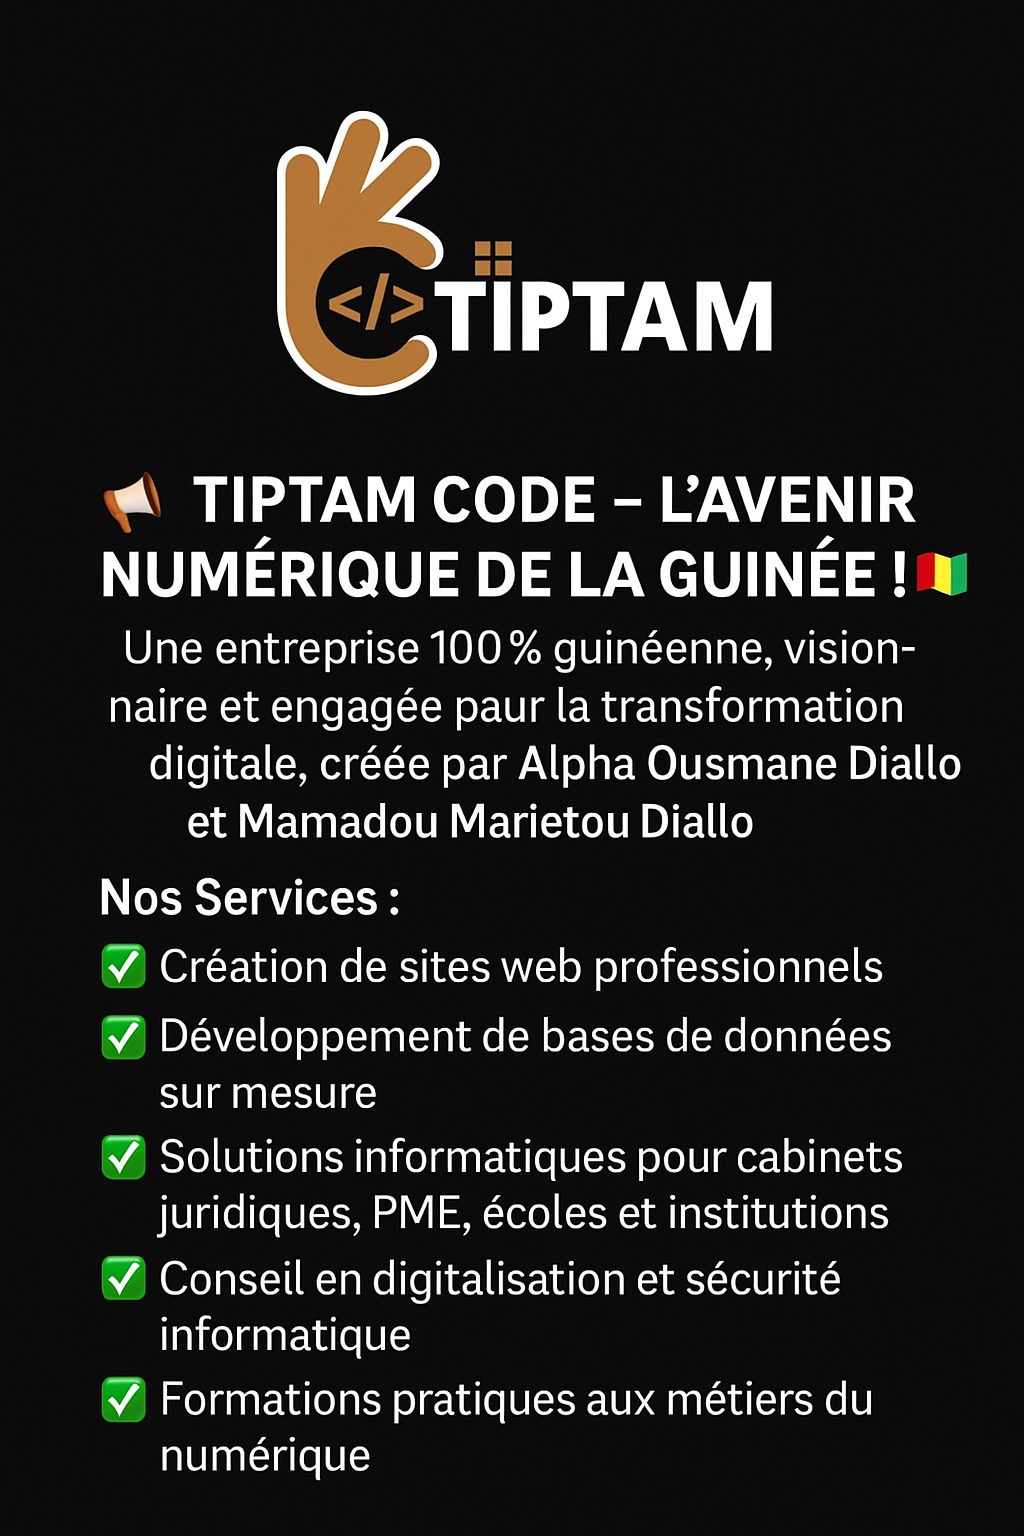 </>
TIPTAM
📢 TIPTAM CODE – L’AVENIR
NUMÉRIQUE DE LA GUINÉE ! 🇬🇳
Une entreprise 100 % guinéenne, vision-
naire et engagée paur la transformation
digitale, créée par Alpha Ousmane Diallo
et Mamadou Marietou Diallo
Nos Services :
✅ Création de sites web professionnels
✅ Développement de bases de données
sur mesure
✅ Solutions informatiques pour cabinets
juridiques, PME, écoles et institutions
✅ Conseil en digitalisation et sécurité
informatique
✅ Formations pratiques aux métiers du
numérique